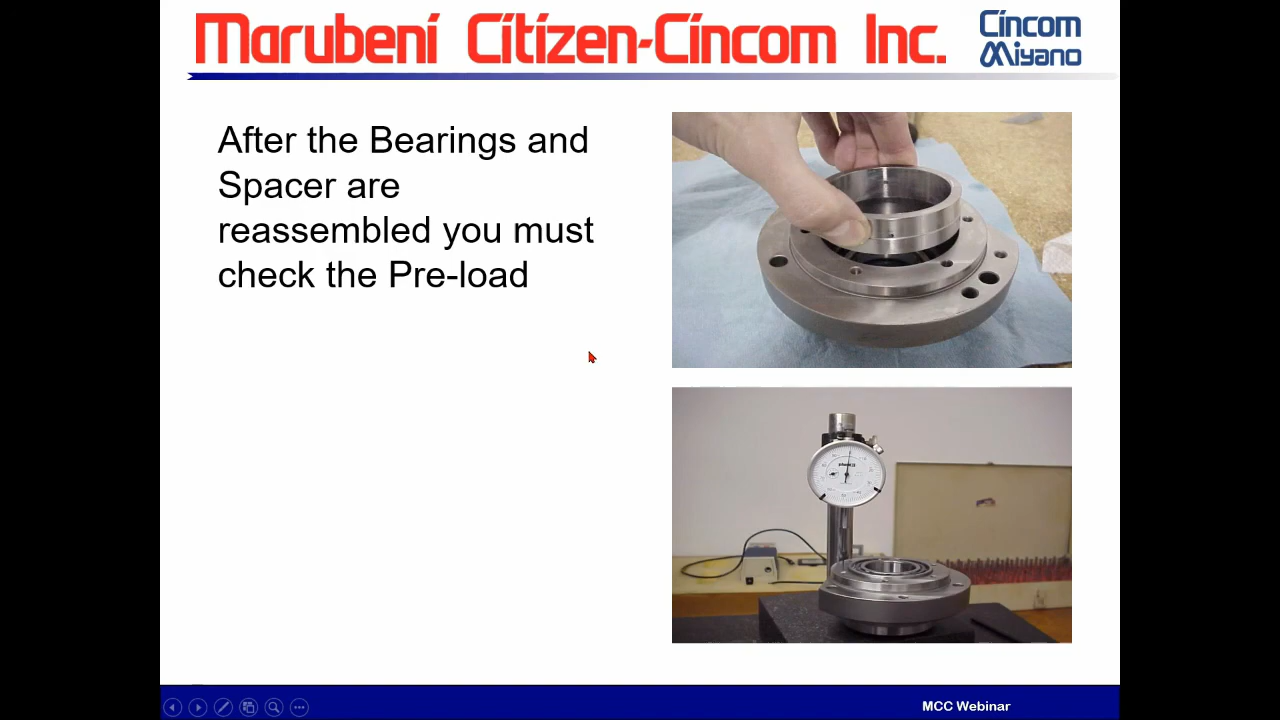 Marubeni Citizen-Cincom Inc.
Cincom
Miyano
After the Bearings and
Spacer are
reassembled you must
check the Pre-load
MCC Webinar